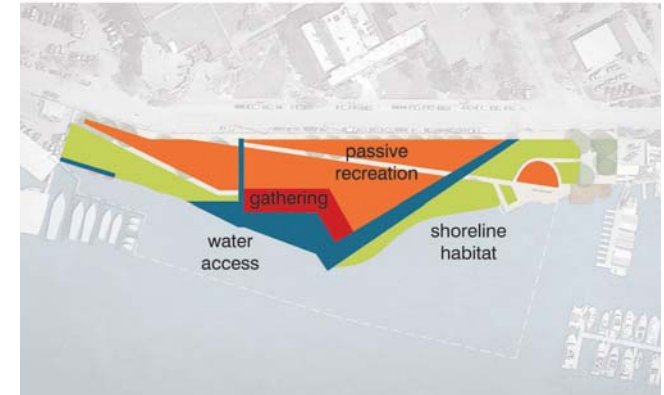 passive
recreation
gathering
water
access
shoreline
habitat